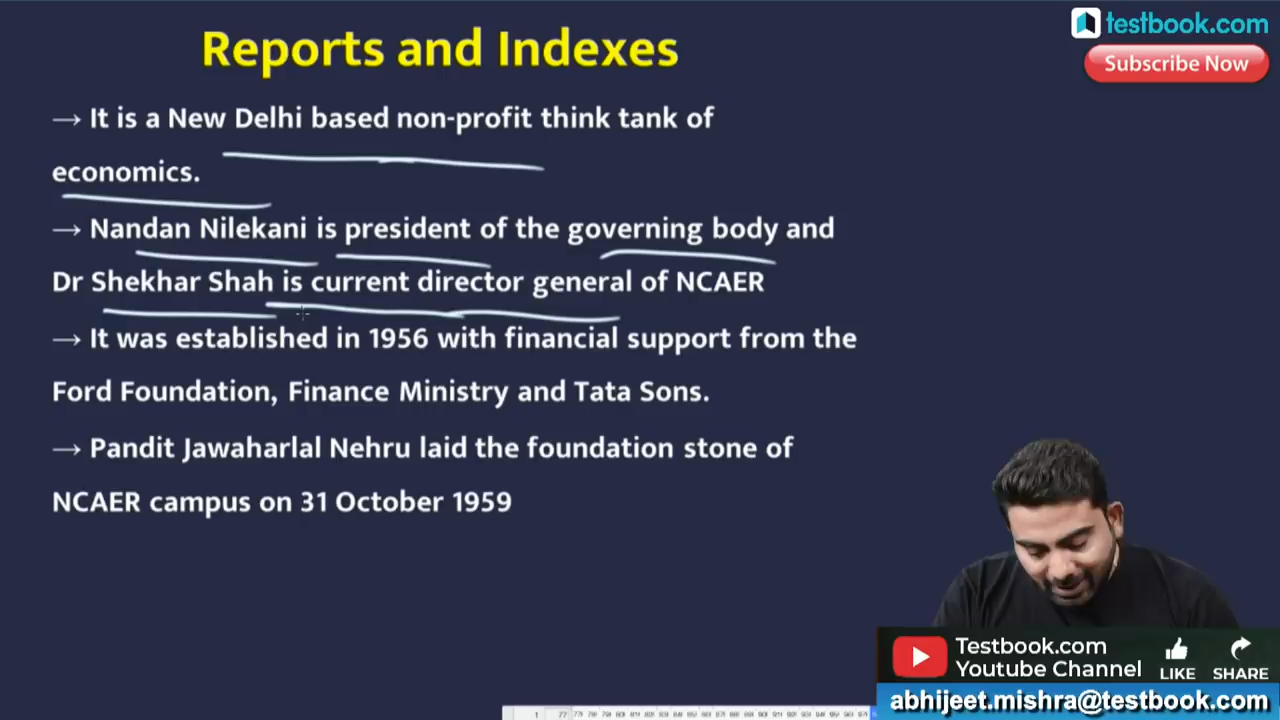 testbook.com
Reports and Indexes
Subscribe Now
→ It is a New Delhi based non-profit think tank of
economics.
→ Nandan Nilekani is president of the governing body and
Dr Shekhar Shah is current director general of NCAER
→ It was established in 1956 with financial support from the
Ford Foundation, Finance Ministry and Tata Sons.
→ Pandit Jawaharlal Nehru laid the foundation stone of
NCAER campus on 31 October 1959
Testbook.com
Youtube Channel
LIKE
SHARE
abhijeet.mishra@testbook.com